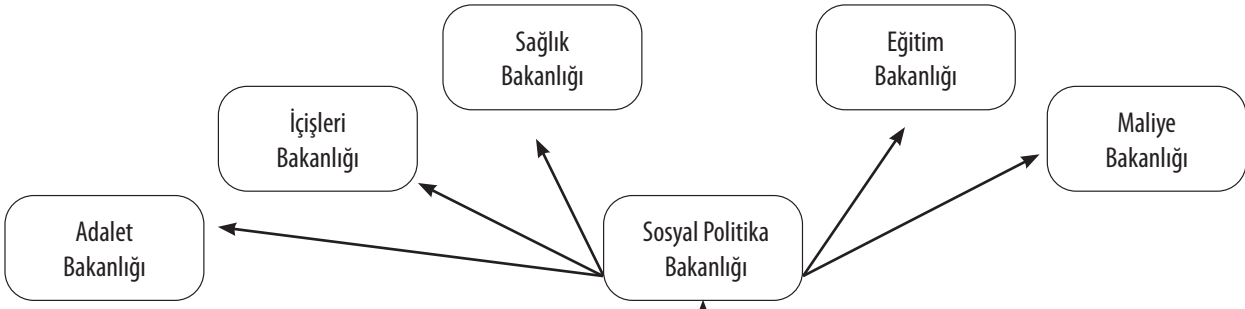 Sağlık
Bakanlığı
Eğitim
Bakanlığı
İçişleri
Bakanlığı
Maliye
Bakanlığı
Adalet
Bakanlığı
Sosyal Politika
Bakanlığı